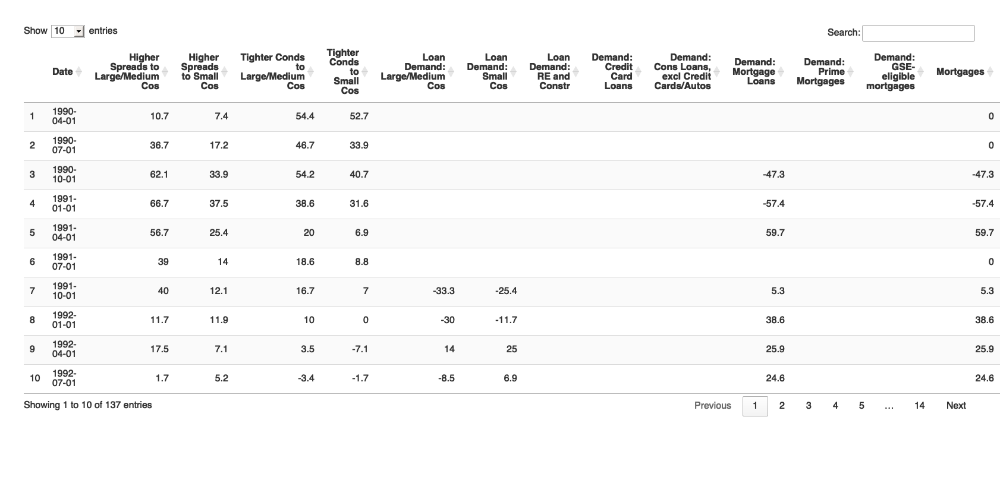 Show 10 entries
Search:
Date Higher Spreads to Large/Medium Cos Higher Spreads to Small Cos Tighter Conds to Large/Medium Cos Tighter Conds to Small Cos Loan Demand: Large/Medium Cos Loan Demand: Small Cos Loan Demand: RE and Constr Demand: Credit Card Loans Demand: Cons Loans, excl Credit Cards/Autos Demand: Mortgage Loans Demand: Prime Mortgages Demand: GSE-eligible mortgages Mortgages
1 1990-04-01 10.7 7.4 54.4 52.7 0
2 1990-07-01 36.7 17.2 46.7 33.9 0
3 1990-10-01 62.1 33.9 54.2 40.7 -47.3 -47.3
4 1991-01-01 66.7 37.5 38.6 31.6 -57.4 -57.4
5 1991-04-01 56.7 25.4 20 6.9 59.7 59.7
6 1991-07-01 39 14 18.6 8.8 0
7 1991-10-01 40 12.1 16.7 7 -33.3 -25.4 5.3 5.3
8 1992-01-01 11.7 11.9 10 0 -30 -11.7 38.6 38.6
9 1992-04-01 17.5 7.1 3.5 -7.1 14 25 25.9 25.9
10 1992-07-01 1.7 5.2 -3.4 -1.7 -8.5 6.9 24.6 24.6
Showing 1 to 10 of 137 entries
Previous 1 2 3 4 5 … 14 Next